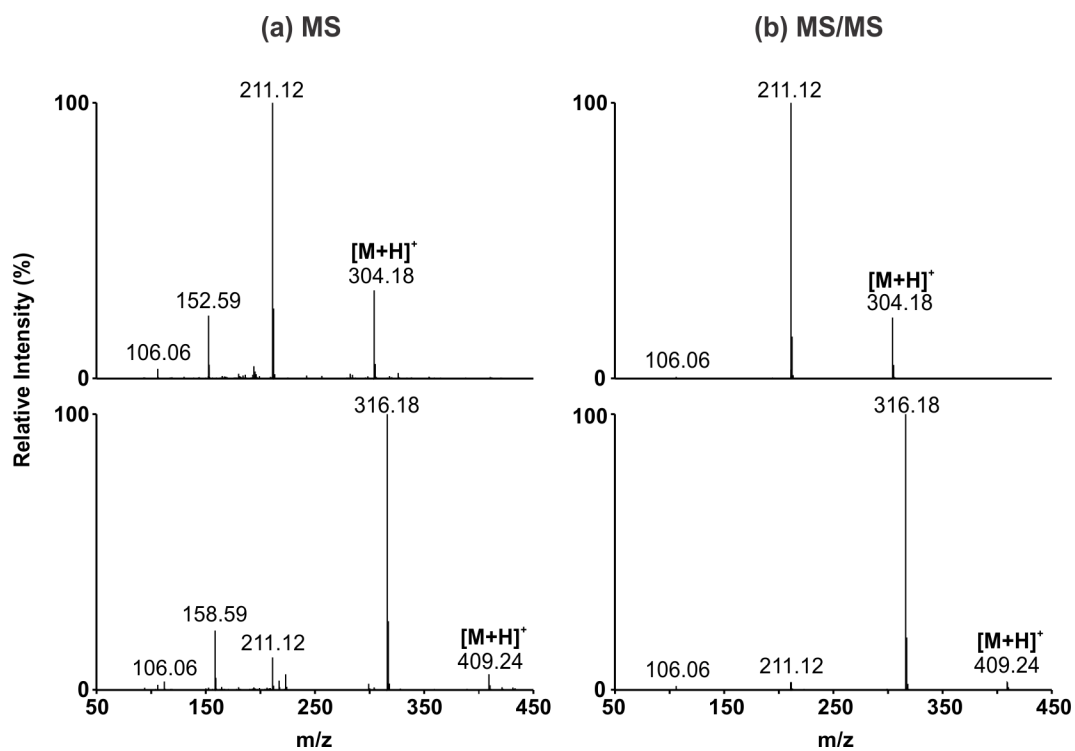 (a) MS
(b) MS/MS
Relative Intensity (%)
100
211.12
[M+H]+
304.18
152.59
106.06
0
100
211.12
[M+H]+
304.18
106.06
0
100
316.18
158.59
211.12
[M+H]+
409.24
106.06
0
50 150 250 350 450
m/z
100
316.18
[M+H]+
409.24
211.12
106.06
0
50 150 250 350 450
m/z